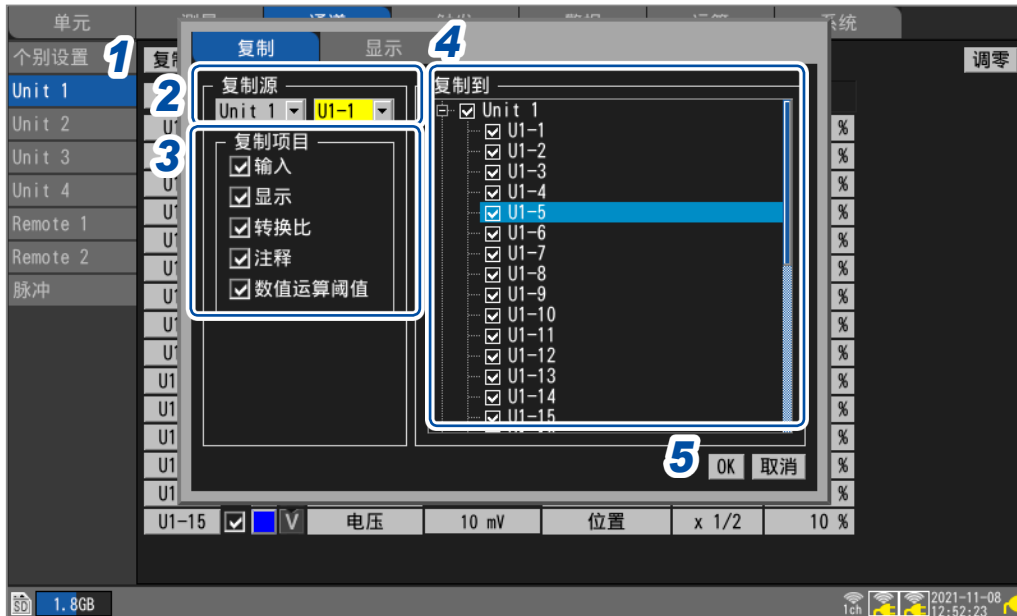 单元 通道 系统
个别设置 1 调零
Unit 1
Unit 2
Unit 3
Unit 4
Remote 1
Remote 2
脉冲
复制 显示 4
2 复制源
Unit 1 U1-1
3 复制项目
输入
显示
转换比
注释
数值运算阈值
复制到
Unit 1
U1-1
U1-2
U1-3
U1-4
U1-5
U1-6
U1-7
U1-8
U1-9
U1-10
U1-11
U1-12
U1-13
U1-14
U1-15
5 OK 取消
%
%
%
%
%
%
%
%
%
%
%
%
%
%
U1-15 V 电压 10 mV 位置 x 1/2 10 %
SD 1.8GB 1ch 2021-11-08
12:52:23